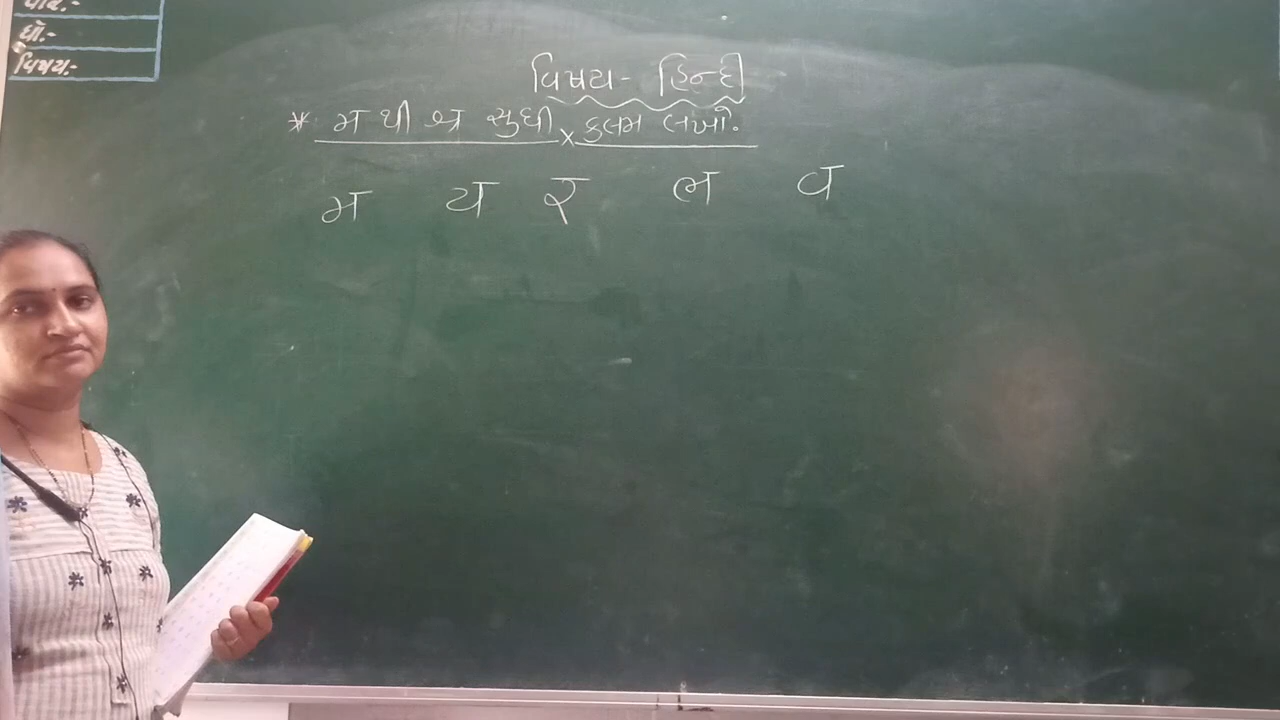 વાર:-
ધો:-
વિષય:-
વિષય- હિન્દી
* મ થી શ્ર સુધી કલમ લખો.
म य र ल व